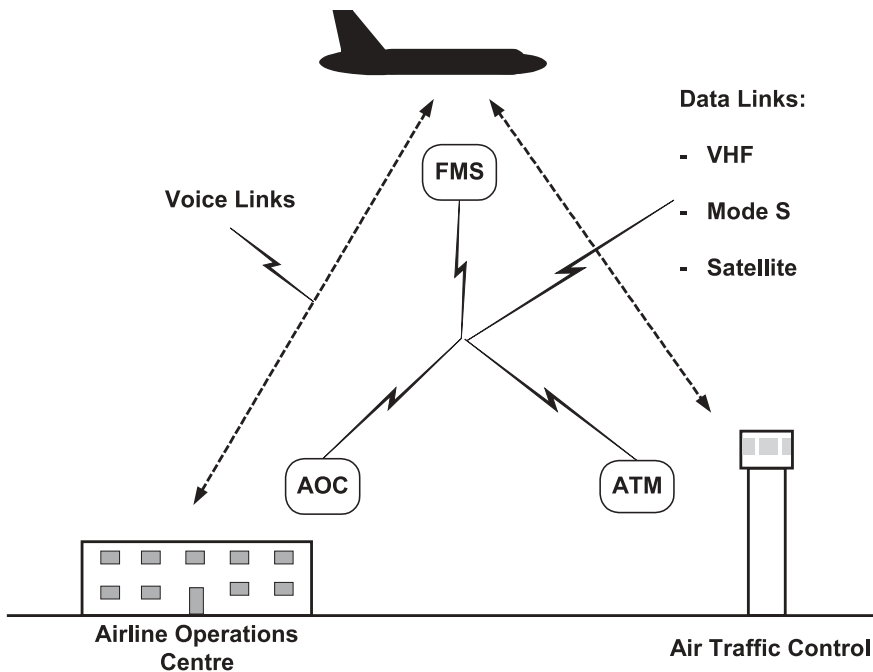 Data Links:
- VHF
FMS
Voice Links
- Mode S
- Satellite
AOC
ATM
Airline Operations
Centre
Air Traffic Control